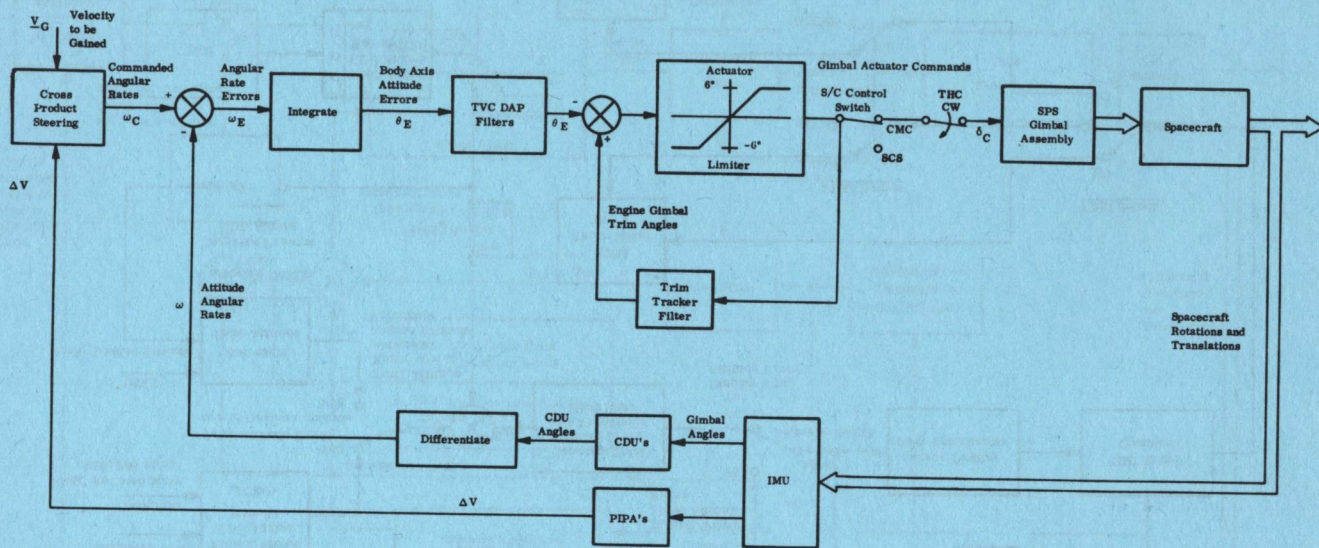 V_G
Velocity
to be
Gained
Cross
Product
Steering
Commanded
Angular
Rates
ω_C
+
-
Angular
Rate
Errors
ω_E
Integrate
Body Axis
Attitude
Errors
θ_E
TVC DAP
Filters
-
θ_E
+
Actuator
6°
-6°
Limiter
Gimbal Actuator Commands
S/C Control
Switch
CMC
SCS
THC
CW
δ_C
SPS
Gimbal
Assembly
Spacecraft
ΔV
Engine Gimbal
Trim Angles
Trim
Tracker
Filter
ω
Attitude
Angular
Rates
Spacecraft
Rotations and
Translations
Differentiate
CDU
Angles
CDU's
Gimbal
Angles
IMU
ΔV
PIPA's